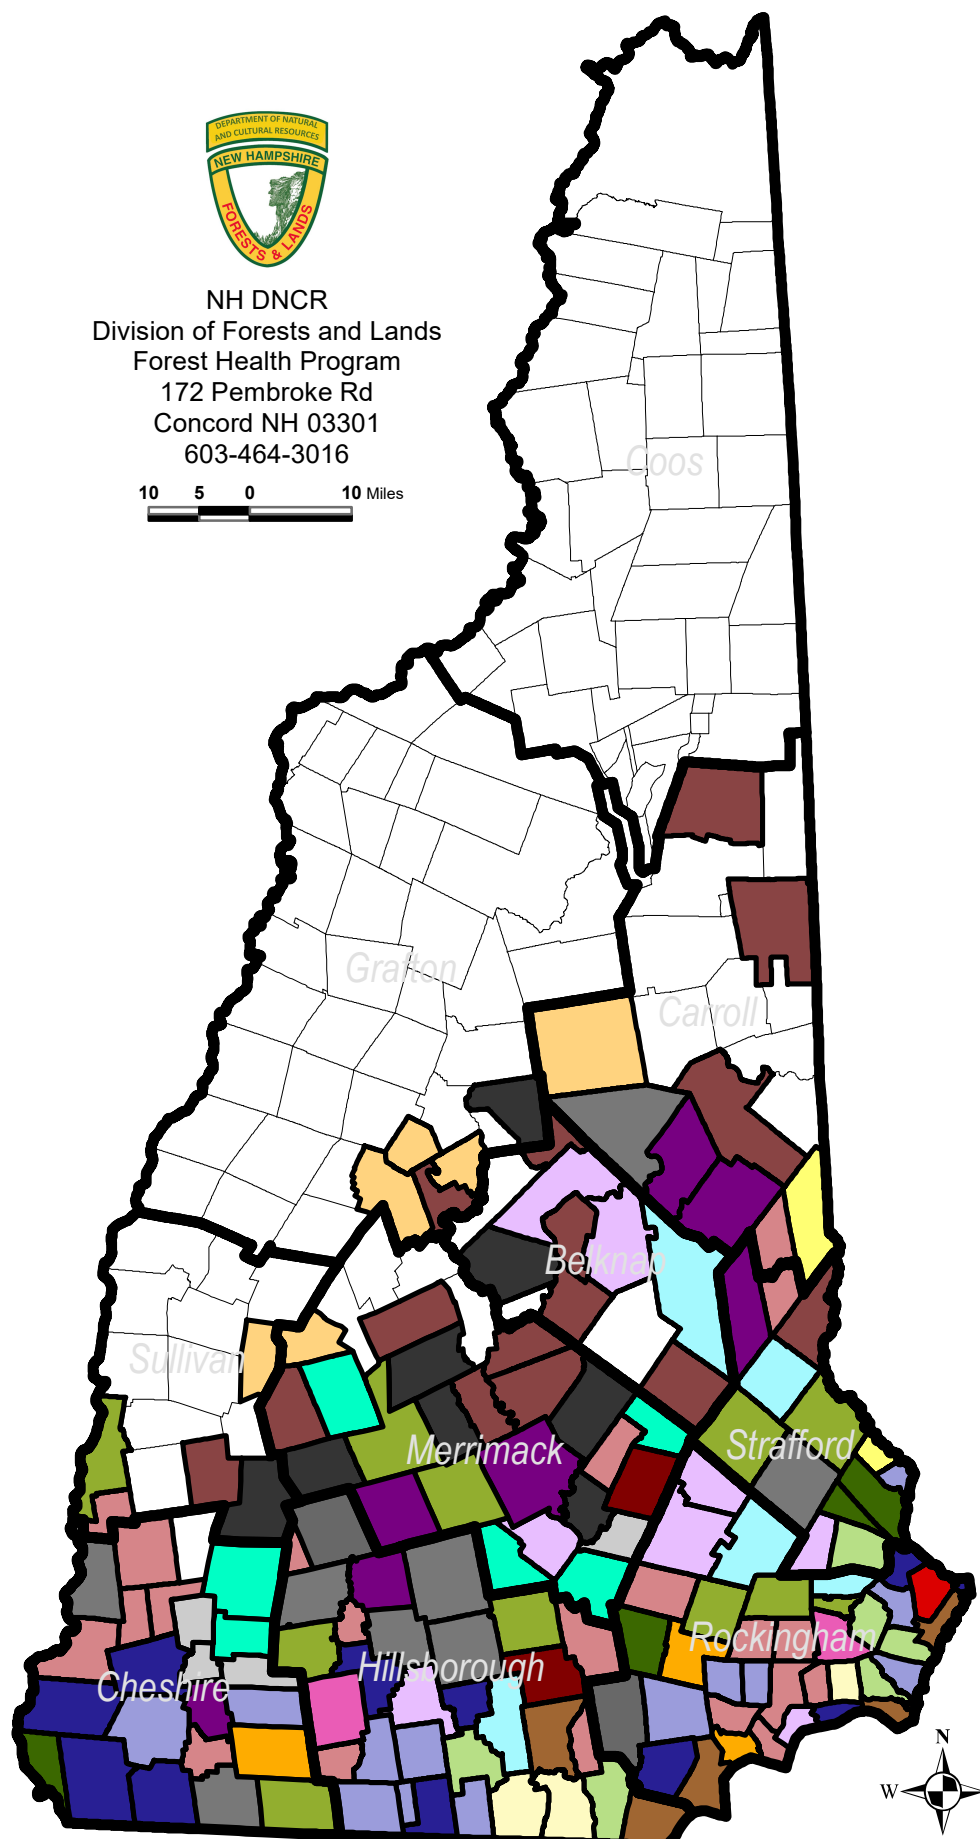 DEPARTMENT OF NATURAL
AND CULTURAL RESOURCES
NEW HAMPSHIRE
FORESTS & LANDS
NH DNCR
Division of Forests and Lands
Forest Health Program
172 Pembroke Rd
Concord NH 03301
603-464-3016
10 5 0 10 Miles
Coos
Grafton
Carroll
Belknap
Sullivan
Merrimack
Strafford
Rockingham
Hillsborough
Cheshire
N
W